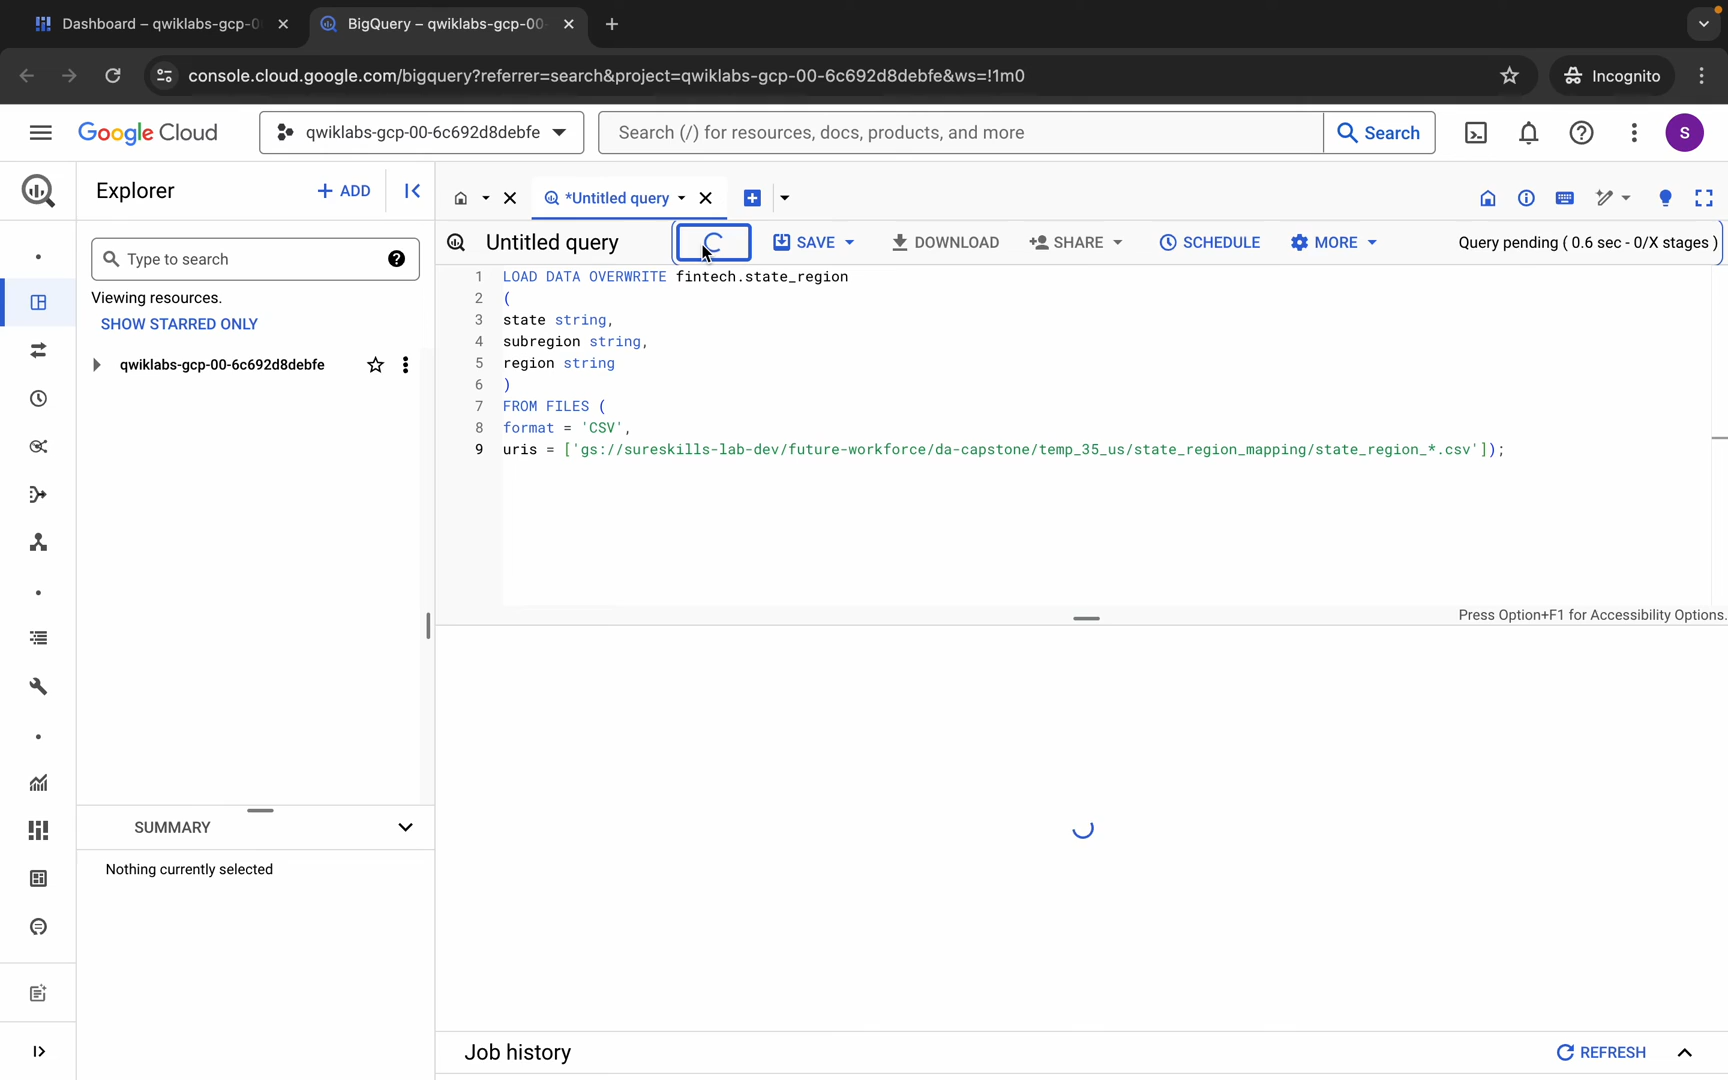 Dashboard – qwiklabs-gcp-0
BigQuery – qwiklabs-gcp-00-
console.cloud.google.com/bigquery?referrer=search&project=qwiklabs-gcp-00-6c692d8debfe&ws=!1m0
Incognito
Google Cloud
qwiklabs-gcp-00-6c692d8debfe
Search (/) for resources, docs, products, and more
Search
S
Explorer
+ ADD
*Untitled query
Type to search
Untitled query
SAVE
DOWNLOAD
SHARE
SCHEDULE
MORE
Query pending ( 0.6 sec - 0/X stages )
Viewing resources.
SHOW STARRED ONLY
qwiklabs-gcp-00-6c692d8debfe
1 LOAD DATA OVERWRITE fintech.state_region
2 (
3 state string,
4 subregion string,
5 region string
6 )
7 FROM FILES (
8 format = 'CSV',
9 uris = ['gs://sureskills-lab-dev/future-workforce/da-capstone/temp_35_us/state_region_mapping/state_region_*.csv']);
Press Option+F1 for Accessibility Options.
SUMMARY
Nothing currently selected
Job history
REFRESH